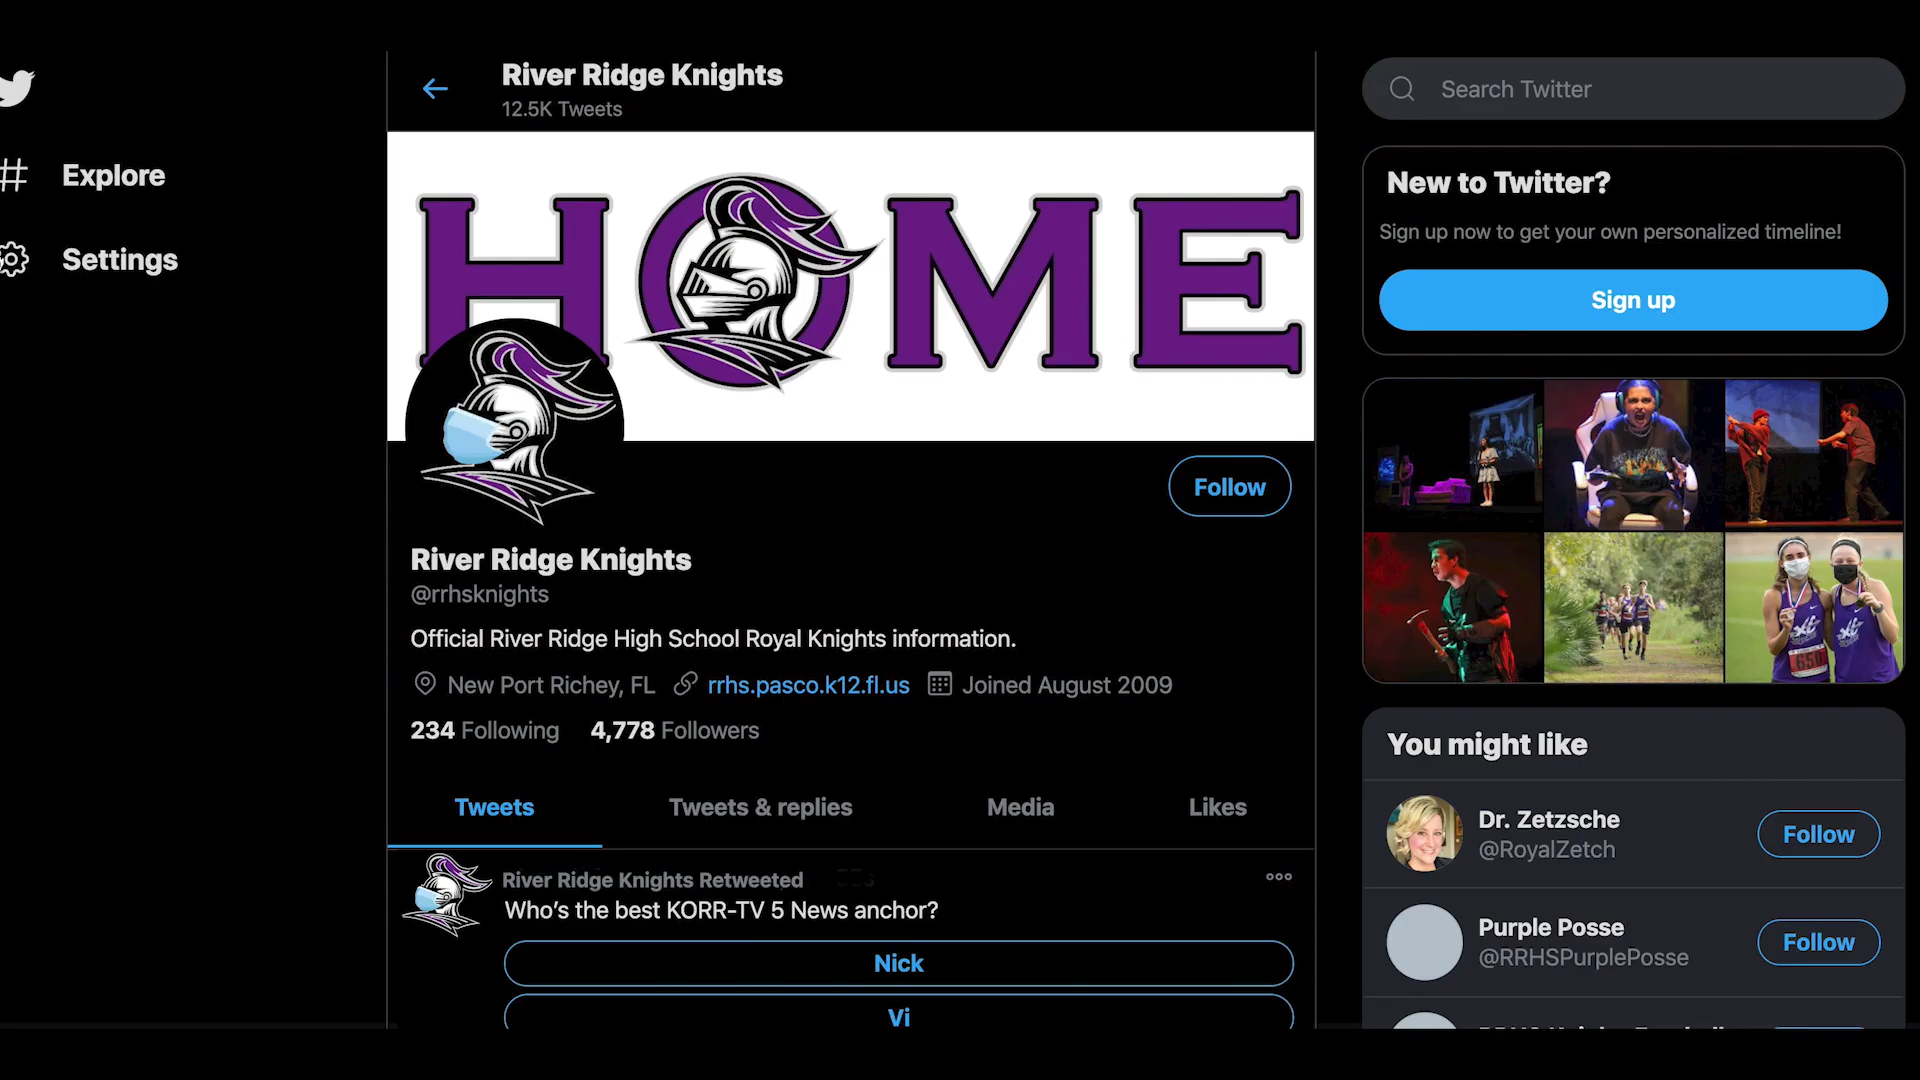 River Ridge Knights
12.5K Tweets
Explore
Settings
HOME
Follow
River Ridge Knights
@rrhsknights
Official River Ridge High School Royal Knights information.
New Port Richey, FL rrhs.pasco.k12.fl.us Joined August 2009
234 Following 4,778 Followers
Tweets Tweets & replies Media Likes
River Ridge Knights Retweeted
Who's the best KORR-TV 5 News anchor?
Nick
Vi
Search Twitter
New to Twitter?
Sign up now to get your own personalized timeline!
Sign up
You might like
Dr. Zetzsche
@RoyalZetch
Follow
Purple Posse
@RRHSPurplePosse
Follow